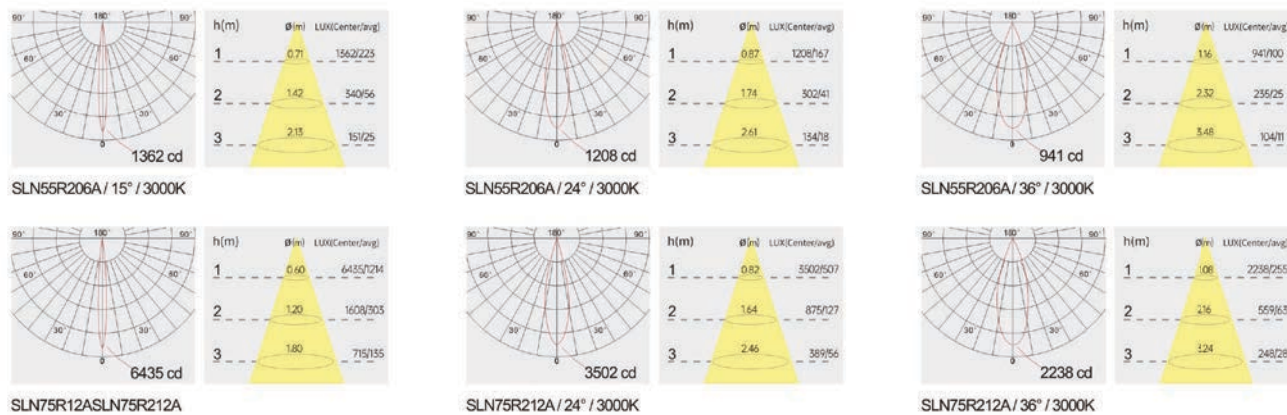 90° 180° 90°
60° 60°
30° 30°
0
1362 cd
h(m) Ø(m) LUX(Center/avg)
1 0.71 1362/223
2 1.42 340/56
3 2.13 151/25
SLN55R206A / 15° / 3000K
90° 180° 90°
60° 60°
30° 30°
0
1208 cd
h(m) Ø(m) LUX(Center/avg)
1 0.87 1208/167
2 1.74 302/41
3 2.61 134/18
SLN55R206A / 24° / 3000K
90° 180° 90°
60° 60°
30° 30°
0
941 cd
h(m) Ø(m) LUX(Center/avg)
1 1.16 941/100
2 2.32 235/25
3 3.48 104/11
SLN55R206A / 36° / 3000K
90° 180° 90°
60° 60°
30° 30°
0
6435 cd
h(m) Ø(m) LUX(Center/avg)
1 0.60 6435/1214
2 1.20 1608/303
3 1.80 715/135
SLN75R12ASLN75R212A
90° 180° 90°
60° 60°
30° 30°
0
3502 cd
h(m) Ø(m) LUX(Center/avg)
1 0.82 3502/507
2 1.64 875/127
3 2.46 389/56
SLN75R212A / 24° / 3000K
90° 180° 90°
60° 60°
30° 30°
0
2238 cd
h(m) Ø(m) LUX(Center/avg)
1 1.08 2238/255
2 2.16 559/63
3 3.24 248/28
SLN75R212A / 36° / 3000K